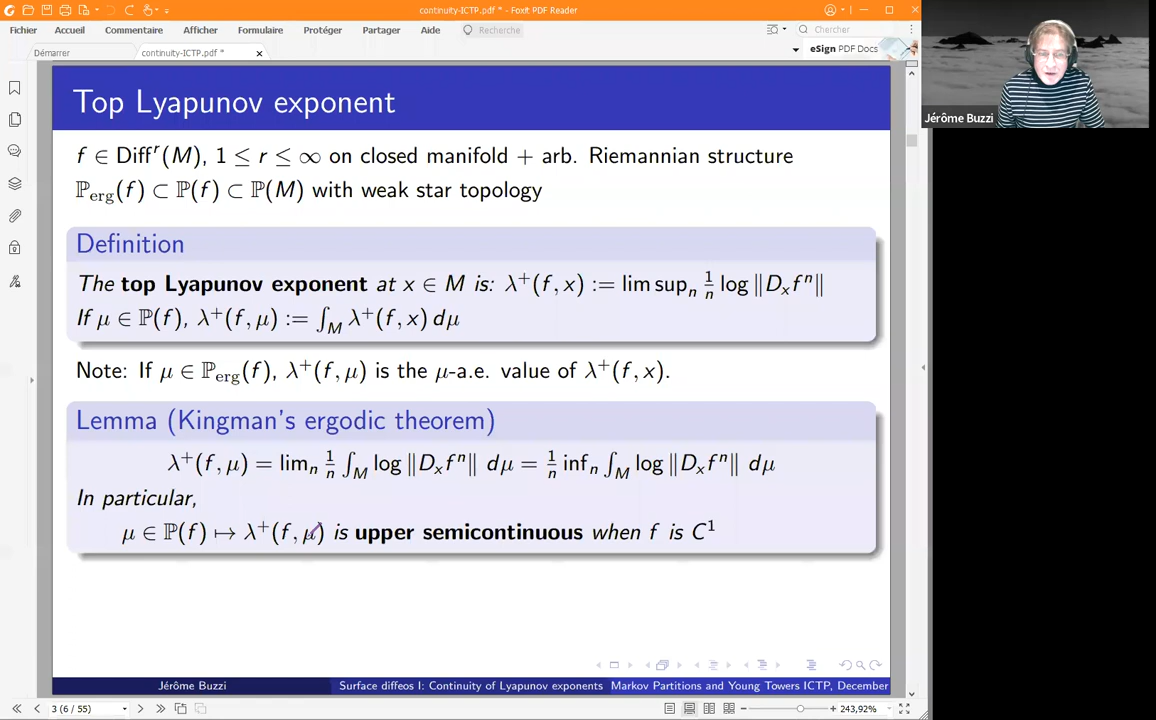 continuity-ICTP.pdf * - Foxit PDF Reader
Fichier Accueil Afficher Commentaire Formulaire Protéger Partager Aide Recherche Chercher
Démarrer continuity-ICTP.pdf * eSign PDF Docs
Top Lyapunov exponent
f ∈ Diff^r(M), 1 ≤ r ≤ ∞ on closed manifold + arb. Riemannian structure
ℙ_erg(f) ⊂ ℙ(f) ⊂ ℙ(M) with weak star topology
Definition
The top Lyapunov exponent at x ∈ M is: λ⁺(f, x) := lim sup_n 1/n log ‖D_x f^n‖
If μ ∈ ℙ(f), λ⁺(f, μ) := ∫_M λ⁺(f, x) dμ
Note: If μ ∈ ℙ_erg(f), λ⁺(f, μ) is the μ-a.e. value of λ⁺(f, x).
Lemma (Kingman's ergodic theorem)
λ⁺(f, μ) = lim_n 1/n ∫_M log ‖D_x f^n‖ dμ = 1/n inf_n ∫_M log ‖D_x f^n‖ dμ
In particular,
μ ∈ ℙ(f) ↦ λ⁺(f, μ) is upper semicontinuous when f is C¹
Jérôme Buzzi Surface diffeos I: Continuity of Lyapunov exponents Markov Partitions and Young Towers ICTP, December
3 (6 / 55) 243,92%
Jérôme Buzzi